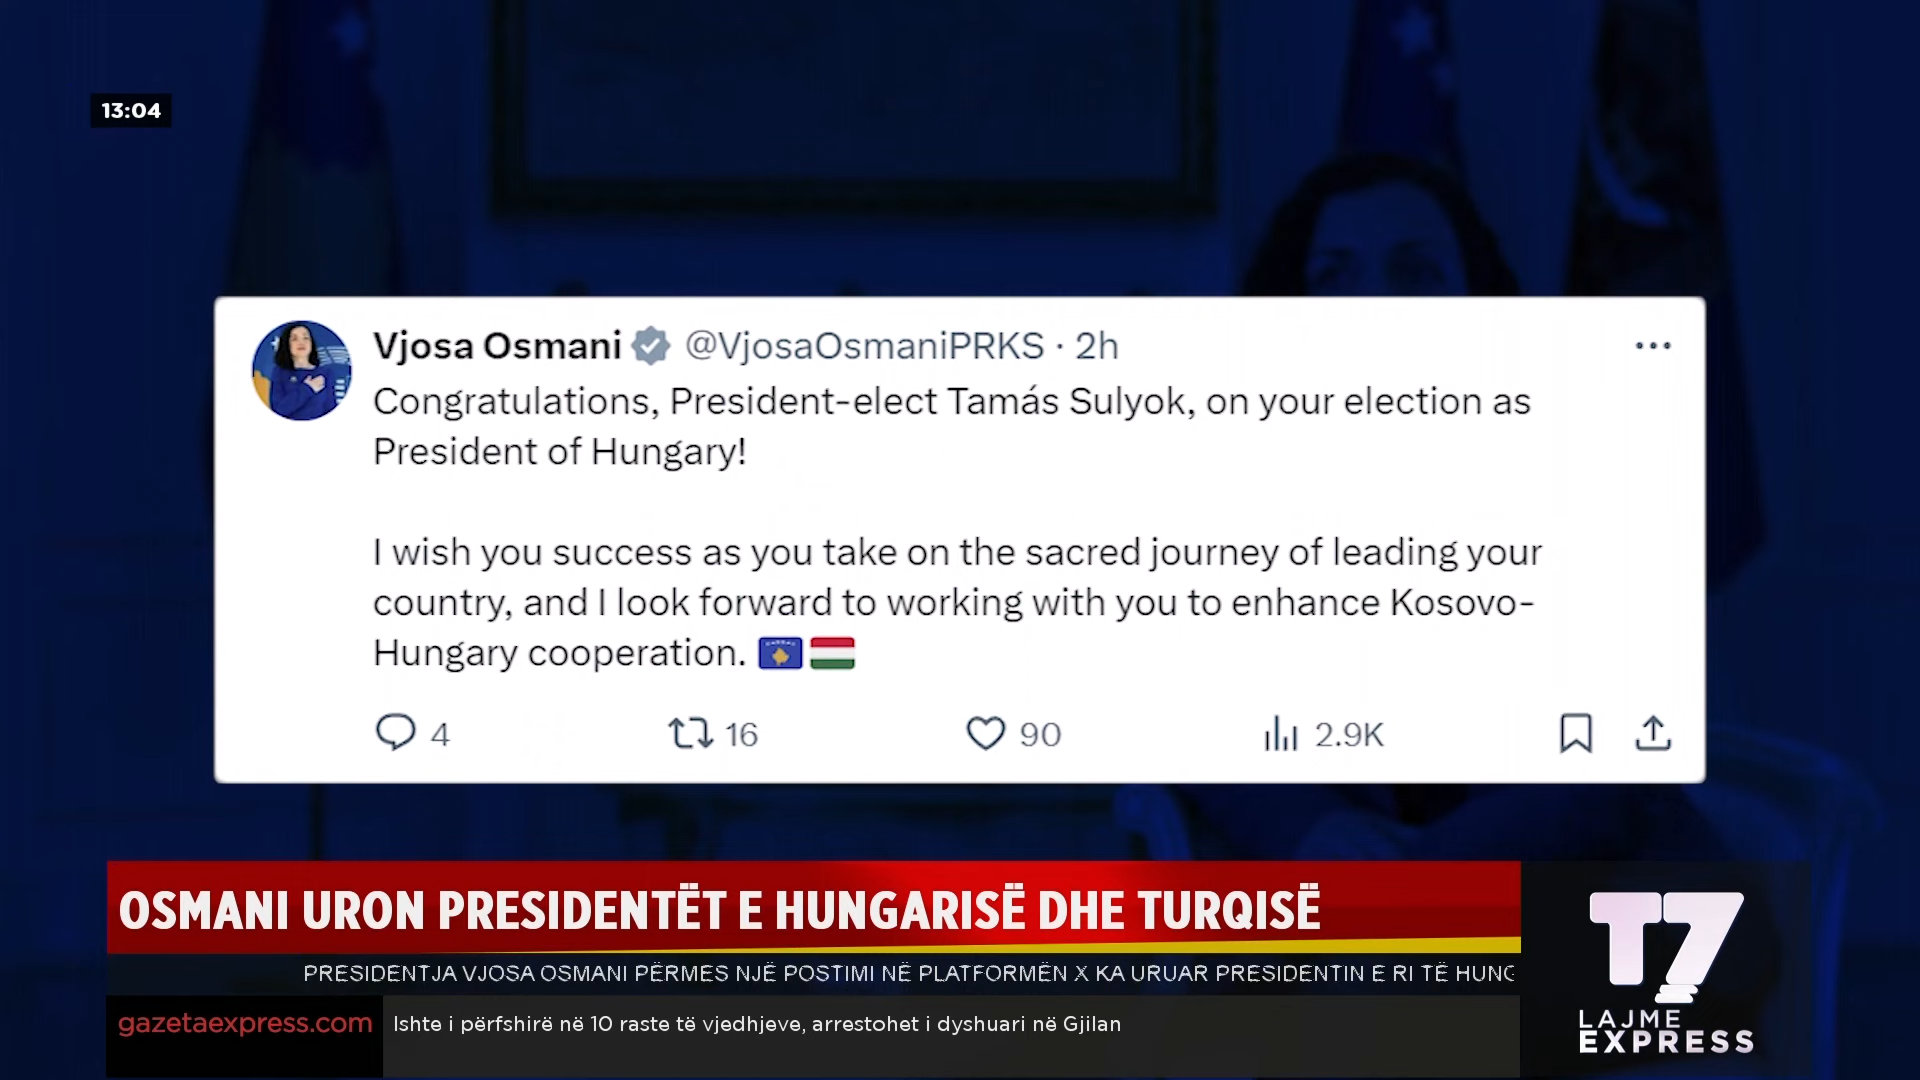 13:04
Vjosa Osmani @VjosaOsmaniPRKS · 2h
Congratulations, President-elect Tamás Sulyok, on your election as
President of Hungary!
I wish you success as you take on the sacred journey of leading your
country, and I look forward to working with you to enhance Kosovo-
Hungary cooperation.
4 16 90 2.9K
OSMANI URON PRESIDENTËT E HUNGARISË DHE TURQISË
PRESIDENTJA VJOSA OSMANI PËRMES NJË POSTIMI NË PLATFORMËN X KA URUAR PRESIDENTIN E RI TË
gazetaexpress.com Ishte i përfshirë në 10 raste të vjedhjeve, arrestohet i dyshuari në Gjilan
T7
LAJME
EXPRESS